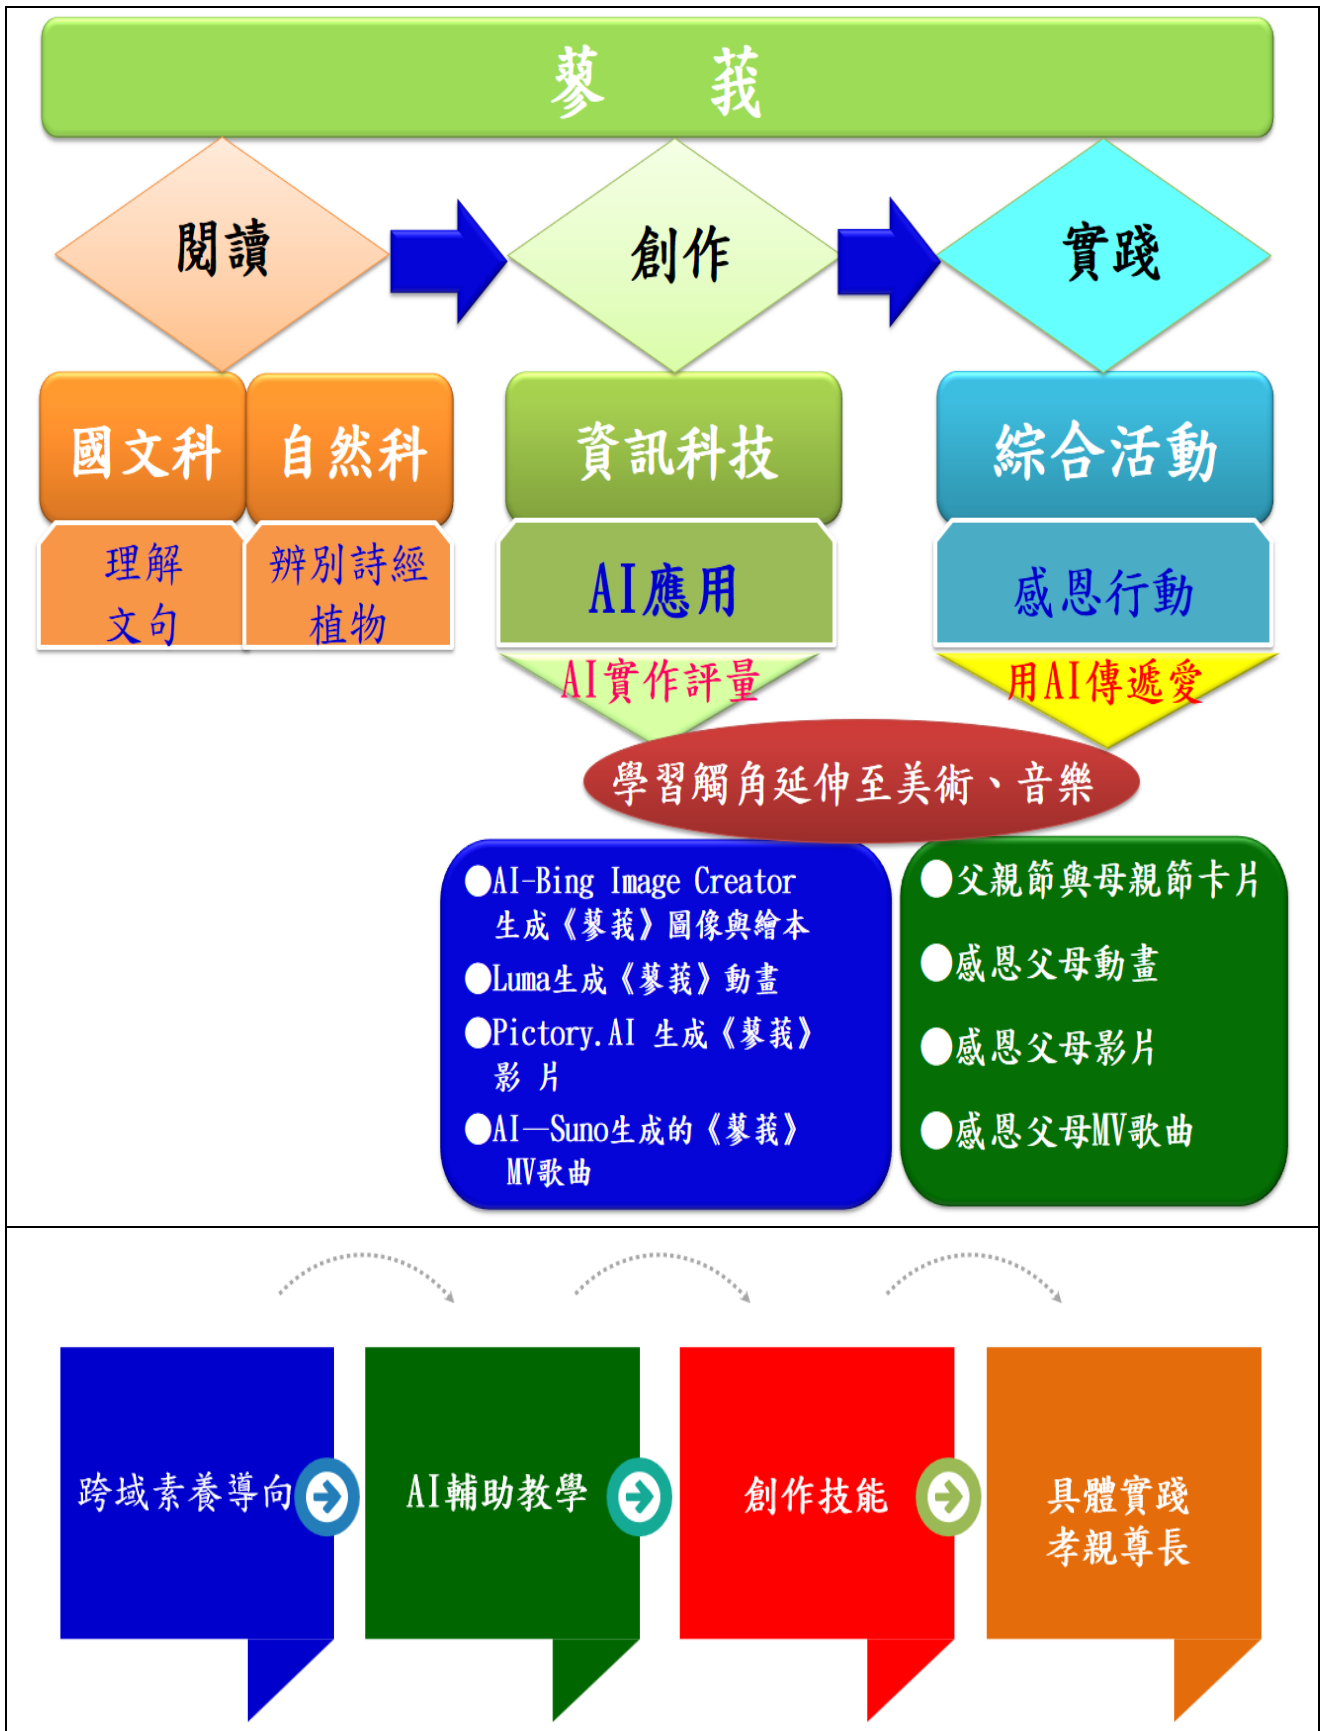 蓼 莪
閱讀
創作
實踐
國文科
自然科
資訊科技
綜合活動
理解
文句
辨別詩經
植物
AI應用
感恩行動
AI實作評量
用AI傳遞愛
學習觸角延伸至美術、音樂
●AI-Bing Image Creator
生成《蓼莪》圖像與繪本
●Luma生成《蓼莪》動畫
●Pictory.AI 生成《蓼莪》
影 片
●AI—Suno生成的《蓼莪》
MV歌曲
●父親節與母親節卡片
●感恩父母動畫
●感恩父母影片
●感恩父母MV歌曲
跨域素養導向
AI輔助教學
創作技能
具體實踐
孝親尊長